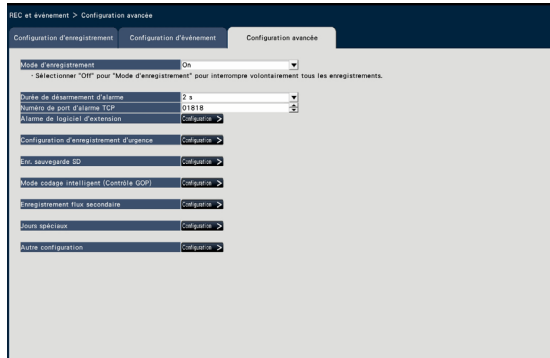 REC et événement > Configuration avancée
Configuration d'enregistrement Configuration d'événement Configuration avancée
Mode d'enregistrement On
- Sélectionner "Off" pour "Mode d'enregistrement" pour interrompre volontairement tous les enregistrements.
Durée de désarmement d'alarme 2 s
Numéro de port d'alarme TCP 01818
Alarme de logiciel d'extension Configuration >
Configuration d'enregistrement d'urgence Configuration >
Enr. sauvegarde SD Configuration >
Mode codage intelligent (Contrôle GOP) Configuration >
Enregistrement flux secondaire Configuration >
Jours spéciaux Configuration >
Autre configuration Configuration >